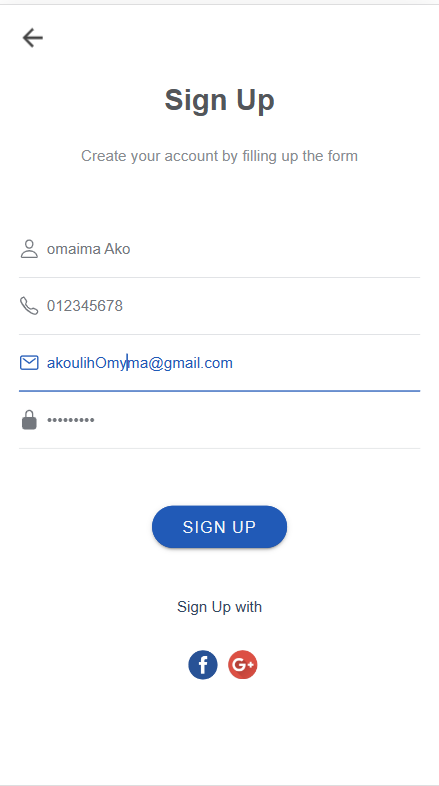 Sign Up
Create your account by filling up the form
omaima Ako
012345678
akoulihOmyma@gmail.com
•••••••••
SIGN UP
Sign Up with
f G+